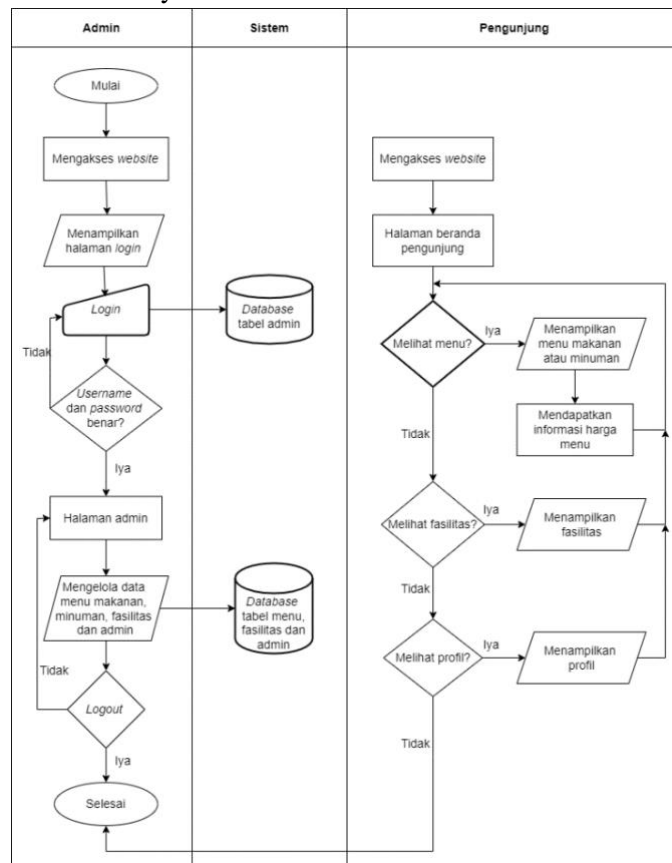 Admin
Sistem
Pengunjung
Mulai
Mengakses website
Menampilkan
halaman login
Login
Database
tabel admin
Tidak
Username
dan password
benar?
Iya
Halaman admin
Mengelola data
menu makanan,
minuman, fasilitas
dan admin
Database
tabel menu,
fasilitas dan
admin
Tidak
Logout
Iya
Selesai
Mengakses website
Halaman beranda
pengunjung
Melihat menu?
Iya
Menampilkan
menu makanan
atau minuman
Mendapatkan
informasi harga
menu
Tidak
Melihat fasilitas?
Iya
Menampilkan
fasilitas
Tidak
Melihat profil?
Iya
Menampilkan
profil
Tidak